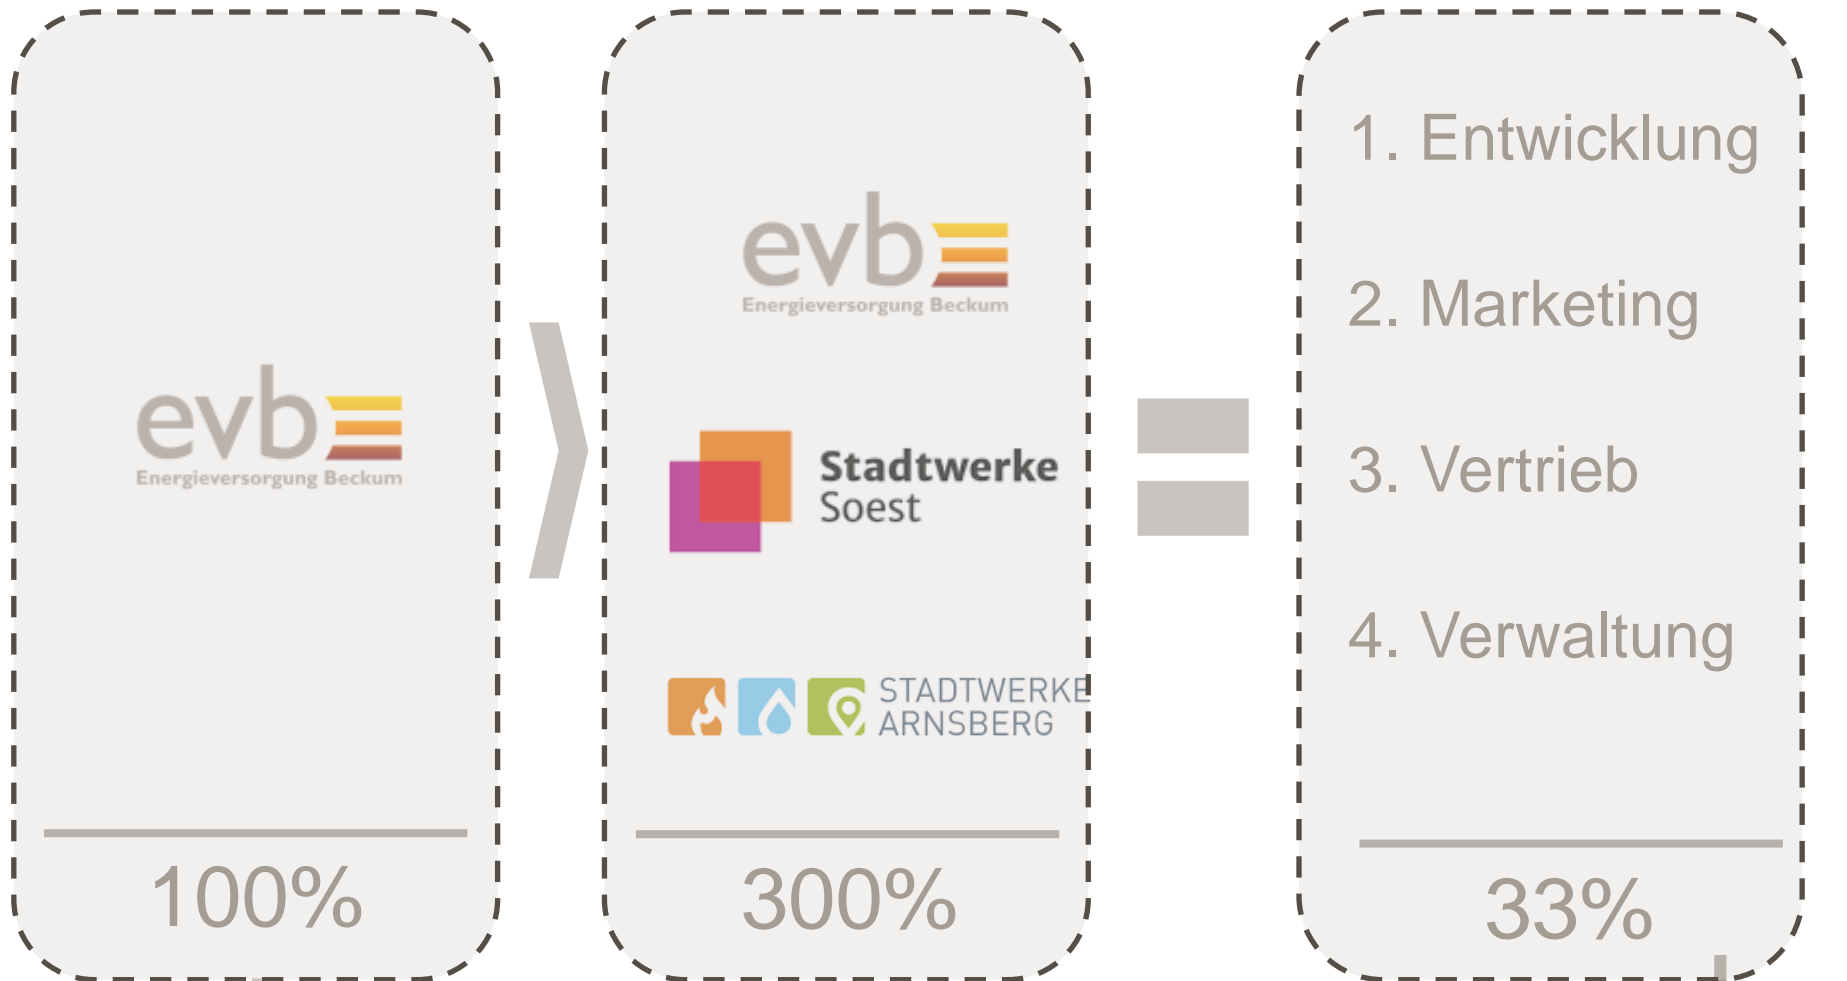 evb
Energieversorgung Beckum
100%
evb
Energieversorgung Beckum
Stadtwerke
Soest
STADTWERKE
ARNSBERG
300%
1. Entwicklung
2. Marketing
3. Vertrieb
4. Verwaltung
33%